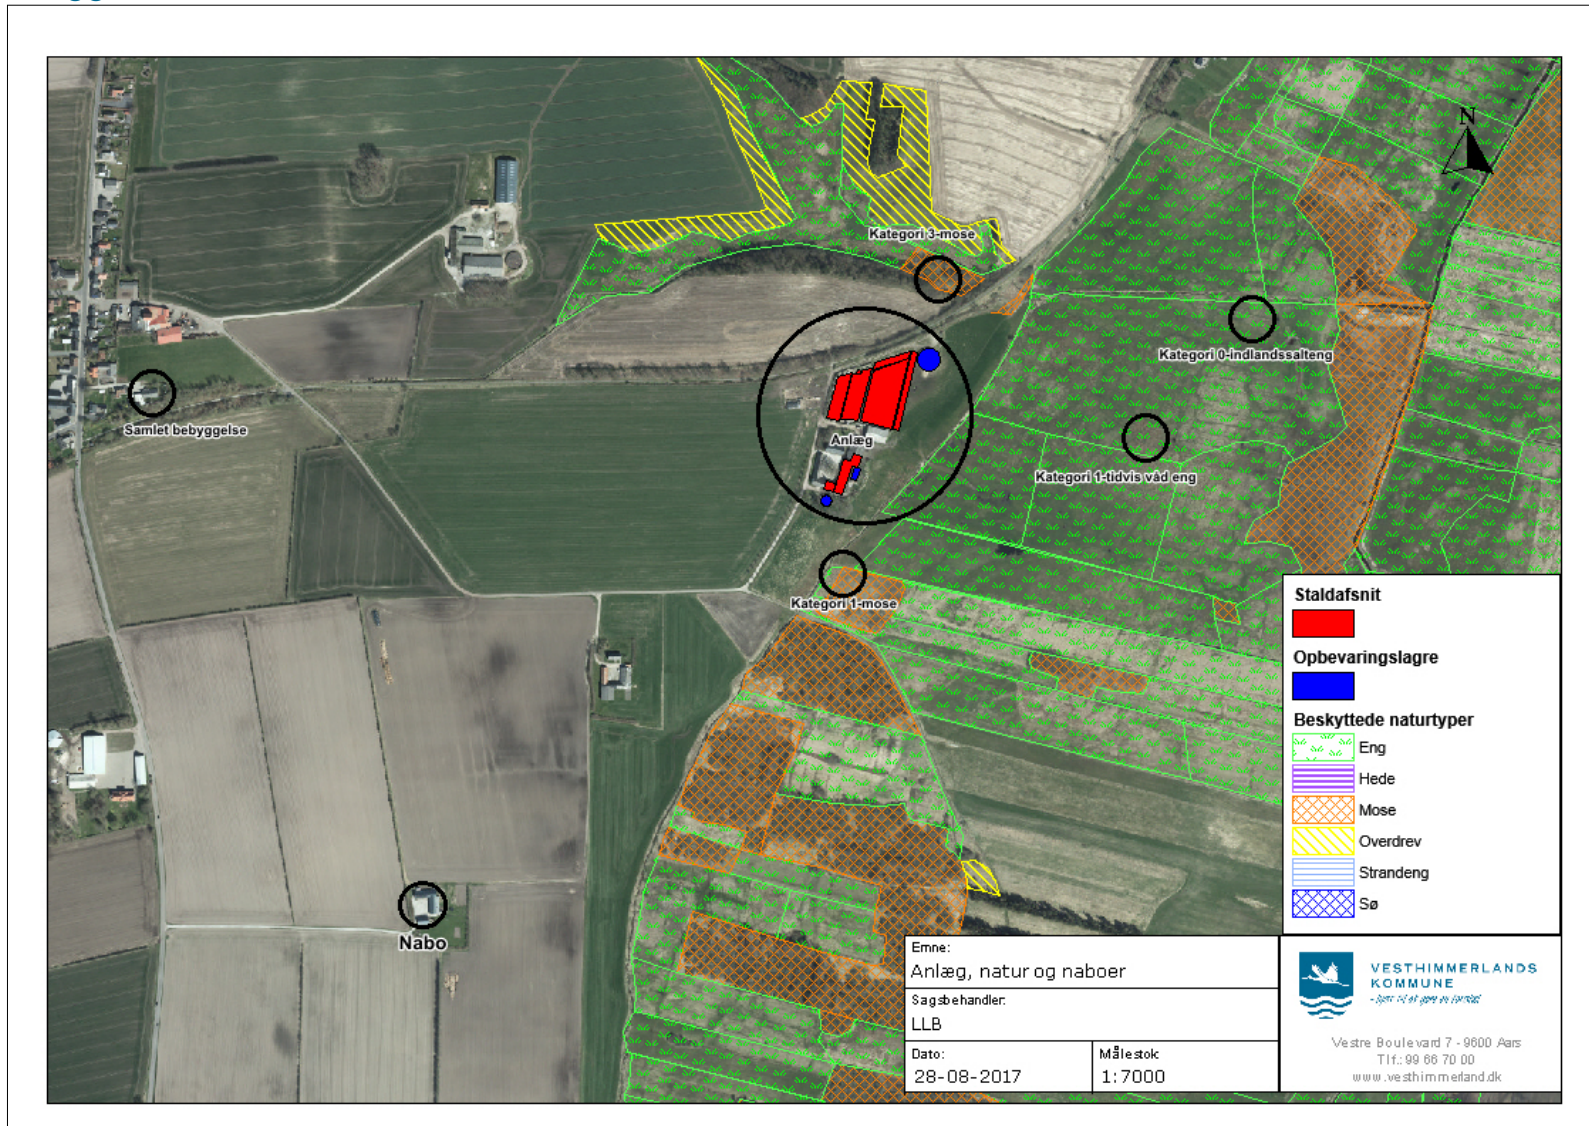 N
Kategori 3-mose
Kategori 0-indlandssalteng
Samlet bebyggelse
Anlæg
Kategori 1-tidvis våd eng
Kategori 1-mose
Nabo
Staldafsnit
Opbevaringslagre
Beskyttede naturtyper
Eng
Hede
Mose
Overdrev
Strandeng
Sø
Emne:
Anlæg, natur og naboer
Sagsbehandler:
LLB
Dato:
28-08-2017
Målestok
1:7000
VESTHIMMERLANDS
KOMMUNE
Vestre Boulevard 7 - 9600 Aars
Tlf.: 99 66 70 00
www.vesthimmerland.dk